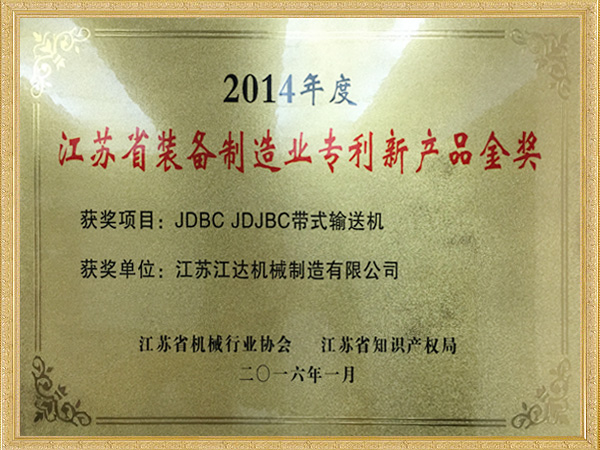 2014年度
江苏省装备制造业专利新产品金奖
获奖项目：JDBC JDJBC带式输送机
获奖单位：江苏江达机械制造有限公司
江苏省机械行业协会 江苏省知识产权局
二〇一六年一月